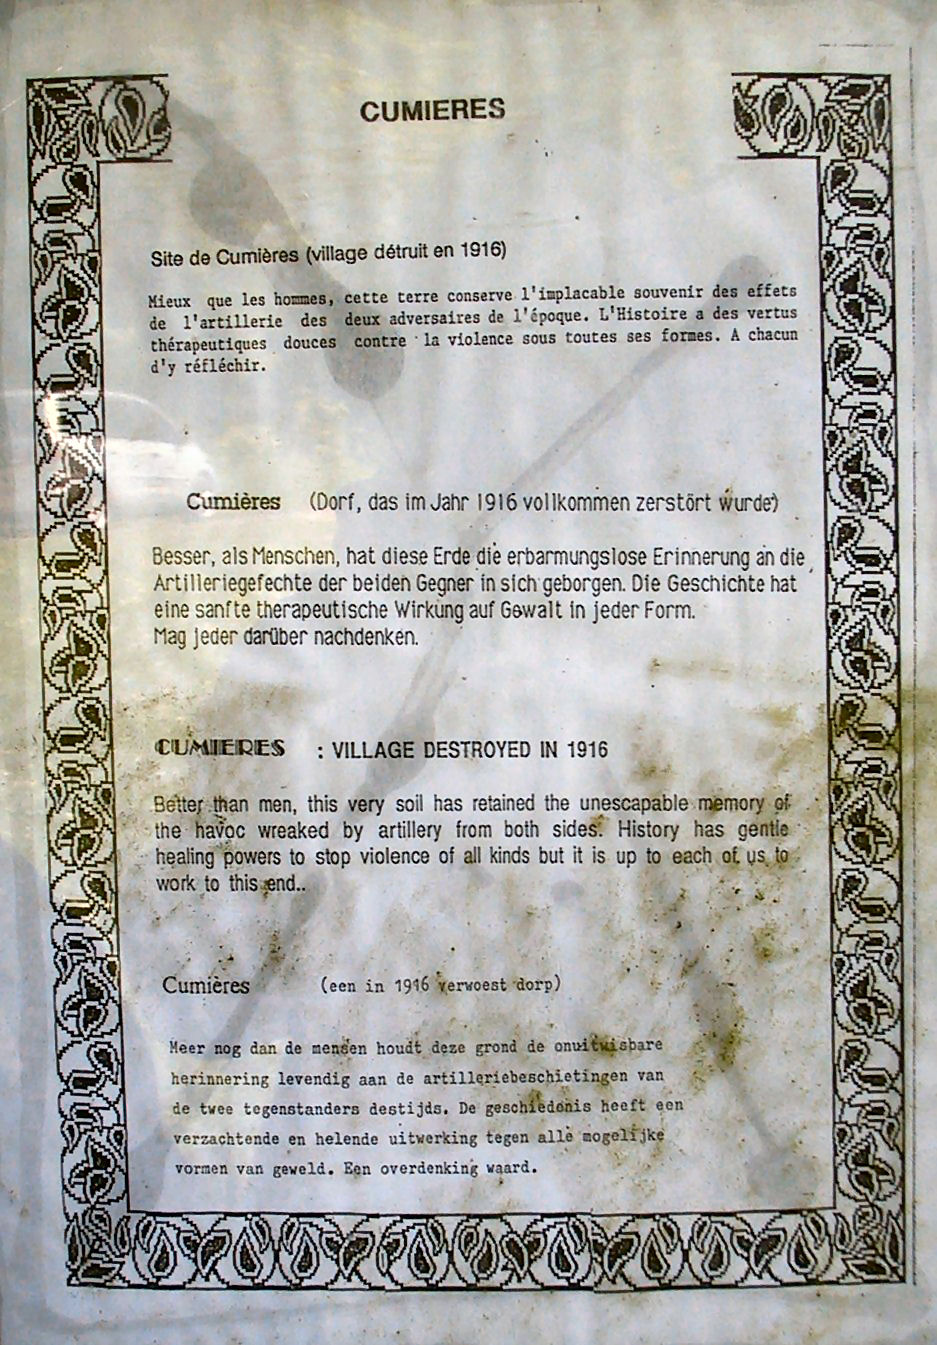 CUMIERES
Site de Cumières (village détruit en 1916)
Mieux que les hommes, cette terre conserve l'implacable souvenir des effets
de l'artillerie des deux adversaires de l'époque. L'Histoire a des vertus
thérapeutiques douces contre la violence sous toutes ses formes. A chacun
d'y réfléchir.
Cumières (Dorf, das im Jahr 1916 vollkommen zerstört wurde)
Besser, als Menschen, hat diese Erde die erbarmungslose Erinnerung an die
Artilleriegefechte der beiden Gegner in sich geborgen. Die Geschichte hat
eine sanfte therapeutische Wirkung auf Gewalt in jeder Form.
Mag jeder darüber nachdenken.
CUMIERES : VILLAGE DESTROYED IN 1916
Better than men, this very soil has retained the unescapable memory of
the havoc wreaked by artillery from both sides. History has gentle
healing powers to stop violence of all kinds but it is up to each of us to
work to this end..
Cumières (een in 1916 verwoest dorp)
Meer nog dan de mensen houdt deze grond de onuitwisbare
herinnering levendig aan de artilleriebeschietingen van
de twee tegenstanders destijds. De geschiedenis heeft een
verzachtende en helende uitwerking tegen alle mogelijke
vormen van geweld. Een overdenking waard.